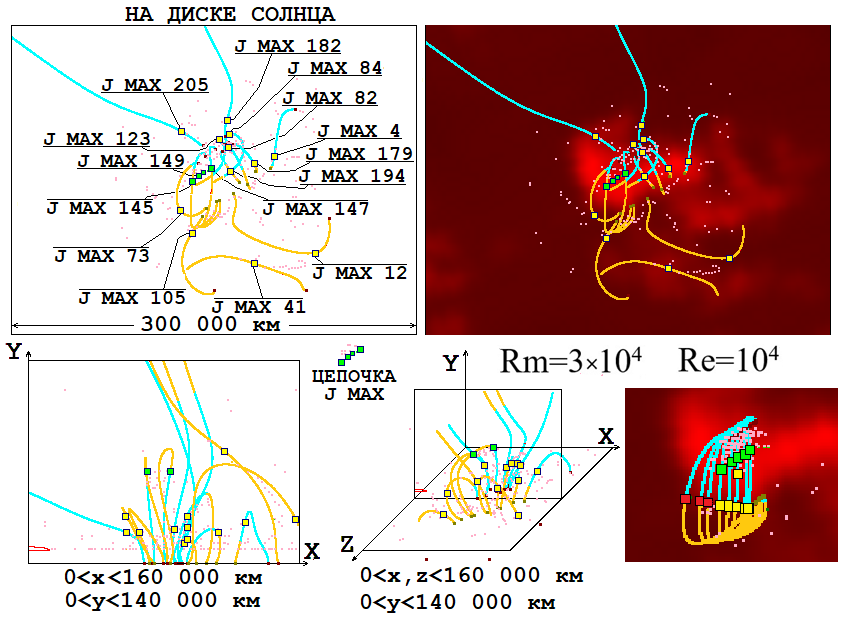 НА ДИСКЕ СОЛНЦА
J MAX 182
J MAX 84
J MAX 205
J MAX 82
J MAX 123
J MAX 4
J MAX 149
J MAX 179
J MAX 194
J MAX 145
J MAX 147
J MAX 73
J MAX 12
J MAX 105
J MAX 41
300 000 км
Y
X
0<x<160 000 км
0<y<140 000 км
ЦЕПОЧКА
J MAX
Y
X
Z
0<x,z<160 000 км
0<y<140 000 км
Rm=3×10⁴ Re=10⁴